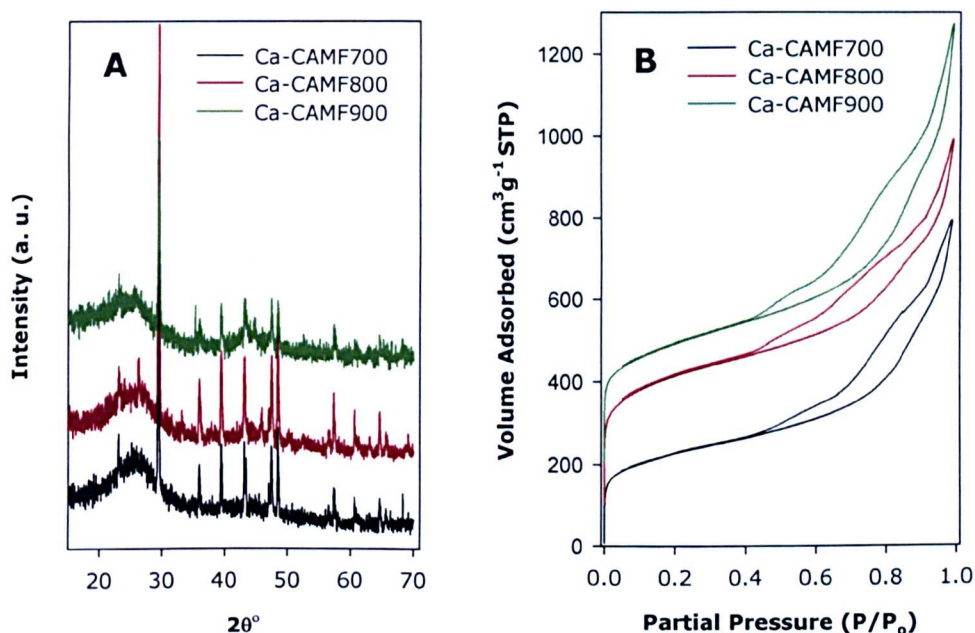 A
Ca-CAMF700
Ca-CAMF800
Ca-CAMF900
Intensity (a. u.)
20 30 40 50 60 70
2θ°
B
Ca-CAMF700
Ca-CAMF800
Ca-CAMF900
Volume Adsorbed (cm³g⁻¹ STP)
1200
1000
800
600
400
200
0
0.0 0.2 0.4 0.6 0.8 1.0
Partial Pressure (P/Pₒ)